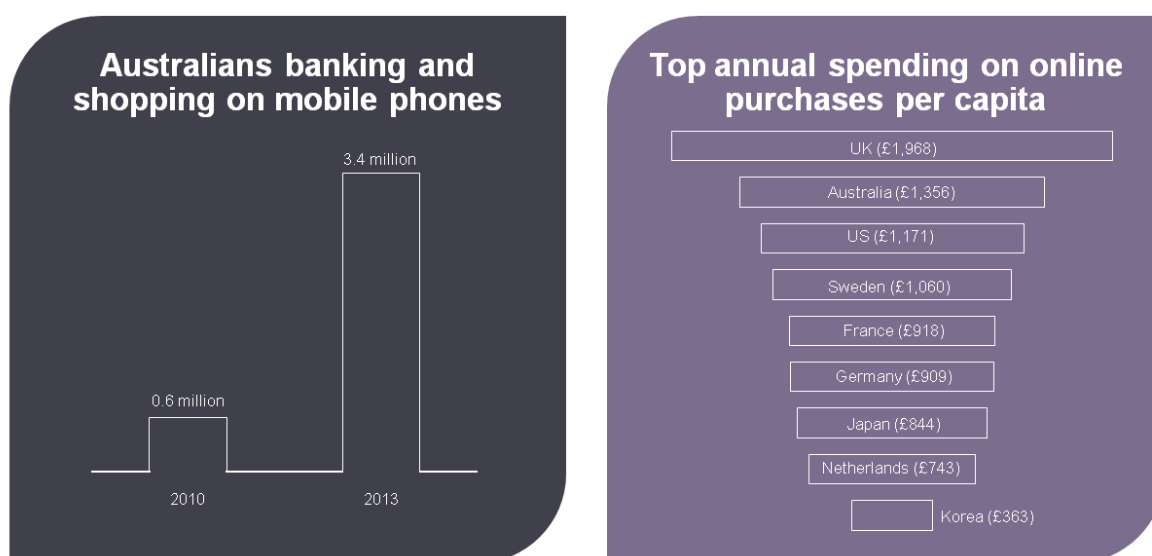 Australians banking and
shopping on mobile phones
3.4 million
0.6 million
2010
2013
Top annual spending on online
purchases per capita
UK (£1,968)
Australia (£1,356)
US (£1,171)
Sweden (£1,060)
France (£918)
Germany (£909)
Japan (£844)
Netherlands (£743)
Korea (£363)